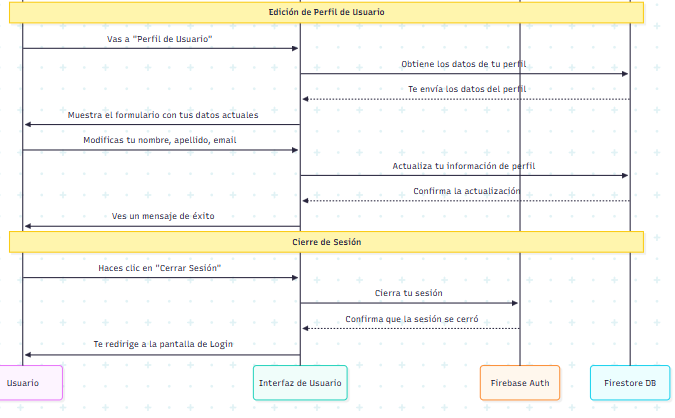 Edición de Perfil de Usuario
Vas a "Perfil de Usuario"
Obtiene los datos de tu perfil
Te envía los datos del perfil
Muestra el formulario con tus datos actuales
Modificas tu nombre, apellido, email
Actualiza tu información de perfil
Confirma la actualización
Ves un mensaje de éxito
Cierre de Sesión
Haces clic en "Cerrar Sesión"
Cierra tu sesión
Confirma que la sesión se cerró
Te redirige a la pantalla de Login
Usuario
Interfaz de Usuario
Firebase Auth
Firestore DB